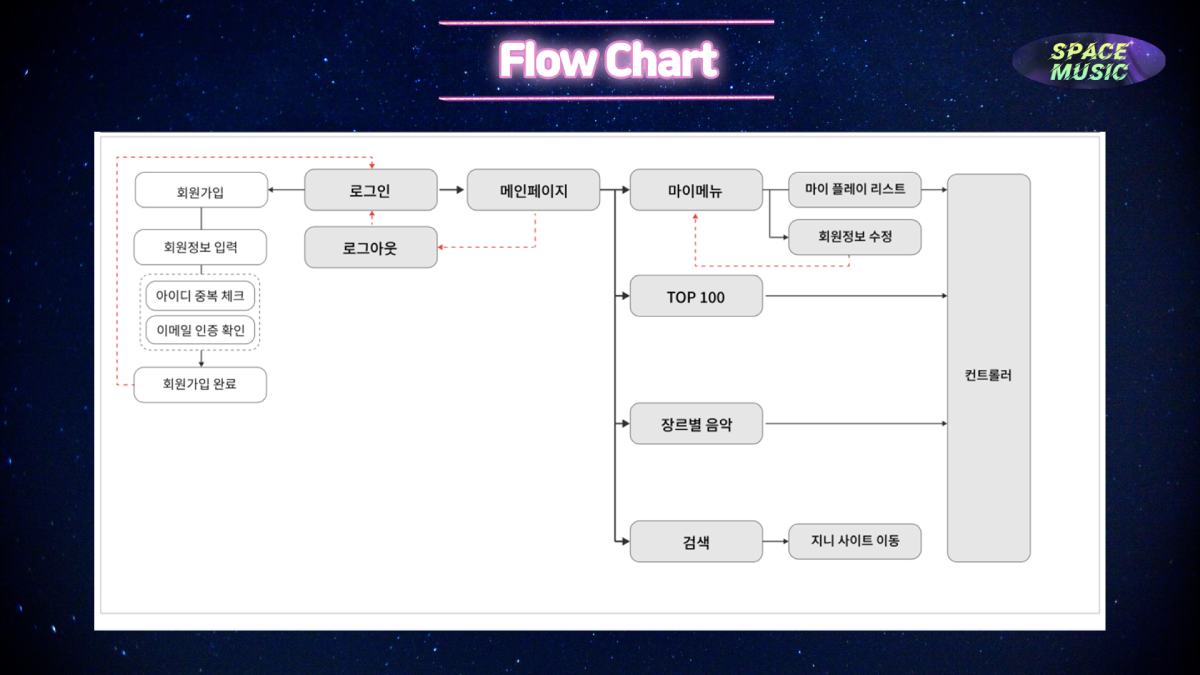 Flow Chart
SPACE
MUSIC
회원가입
로그인
메인페이지
마이메뉴
마이 플레이 리스트
회원정보 입력
로그아웃
회원정보 수정
아이디 중복 체크
이메일 인증 확인
회원가입 완료
TOP 100
컨트롤러
장르별 음악
검색
지니 사이트 이동